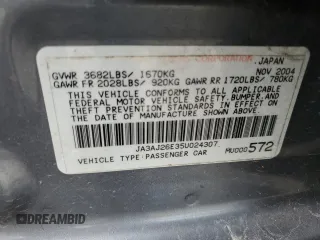 CORPORATION, JAPAN
GVWR 3682LBS/ 1670KG NOV 2004
GAWR FR 2028LBS/ 920KG GAWR RR 1720LBS/ 780KG
THIS VEHICLE CONFORMS TO ALL APPLICABLE
FEDERAL MOTOR VEHICLE SAFETY, BUMPER, AND
THEFT PREVENTION STANDARDS IN EFFECT ON
THE DATE OF MANUFACTURE SHOWN ABOVE.
JA3AJ26E35U024307
VEHICLE TYPE: PASSENGER CAR MU000572
DREAMBID